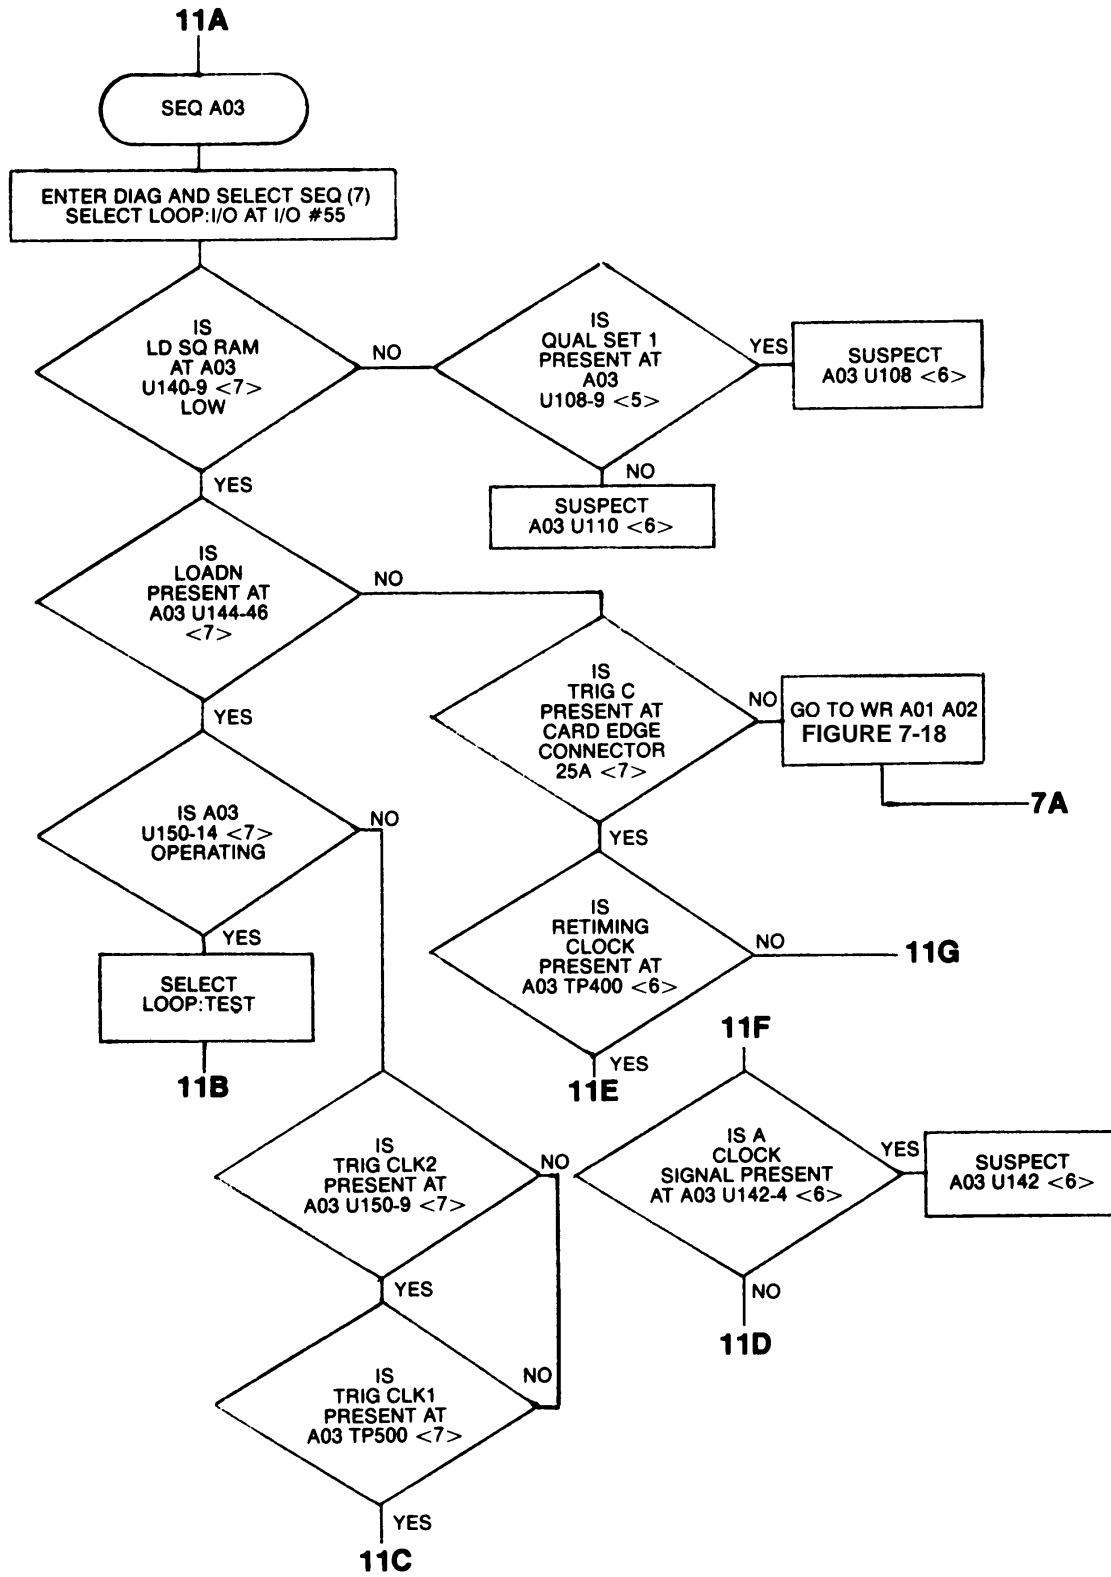 11A
SEQ A03
ENTER DIAG AND SELECT SEQ (7)
SELECT LOOP:I/O AT I/O #55
IS
LD SQ RAM
AT A03
U140-9 <7>
LOW
NO
IS
QUAL SET 1
PRESENT AT
A03
U108-9 <5>
YES
SUSPECT
A03 U108 <6>
NO
SUSPECT
A03 U110 <6>
YES
IS
LOADN
PRESENT AT
A03 U144-46
<7>
NO
IS
TRIG C
PRESENT AT
CARD EDGE
CONNECTOR
25A <7>
NO
GO TO WR A01 A02
FIGURE 7-18
7A
YES
IS A03
U150-14 <7>
OPERATING
NO
YES
SELECT
LOOP:TEST
11B
YES
IS
RETIMING
CLOCK
PRESENT AT
A03 TP400 <6>
NO
11G
YES
11E
11F
IS A
CLOCK
SIGNAL PRESENT
AT A03 U142-4 <6>
YES
SUSPECT
A03 U142 <6>
NO
11D
IS
TRIG CLK2
PRESENT AT
A03 U150-9 <7>
NO
YES
IS
TRIG CLK1
PRESENT AT
A03 TP500 <7>
NO
YES
11C